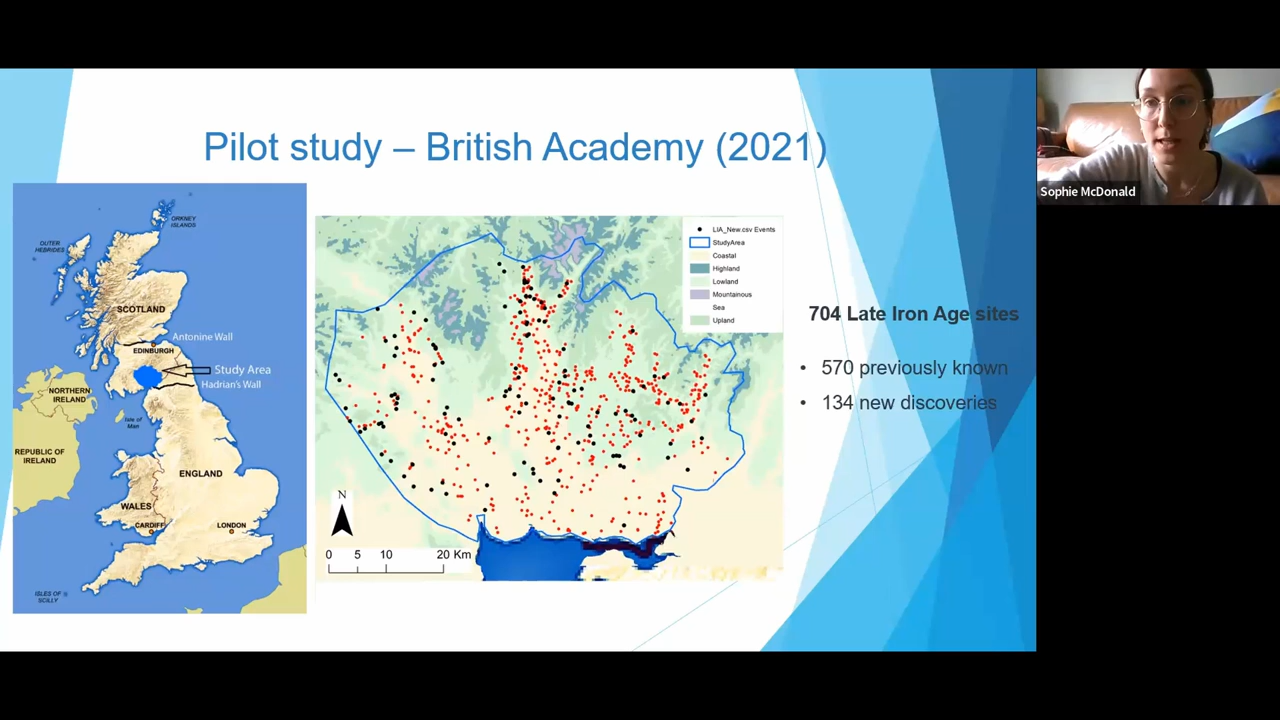 Pilot study – British Academy (2021)
Sophie McDonald
ORKNEY
ISLANDS
OUTER
HEBRIDES
SCOTLAND
Antonine Wall
EDINBURGH
Study Area
Hadrian's Wall
NORTHERN
IRELAND
Isle of
Man
REPUBLIC OF
IRELAND
ENGLAND
WALES
CARDIFF
LONDON
ISLES OF
SCILLY
LIA_New.csv Events
StudyArea
Coastal
Highland
Lowland
Mountainous
Sea
Upland
N
0 5 10 20 Km
704 Late Iron Age sites
• 570 previously known
• 134 new discoveries